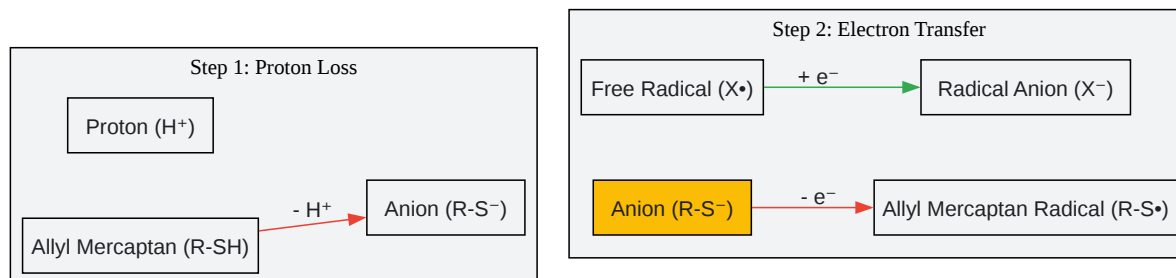 Step 1: Proton Loss
Proton (H⁺)
Allyl Mercaptan (R-SH)
- H⁺
Anion (R-S⁻)
Step 2: Electron Transfer
Free Radical (X•)
+ e⁻
Radical Anion (X⁻)
Anion (R-S⁻)
- e⁻
Allyl Mercaptan Radical (R-S•)